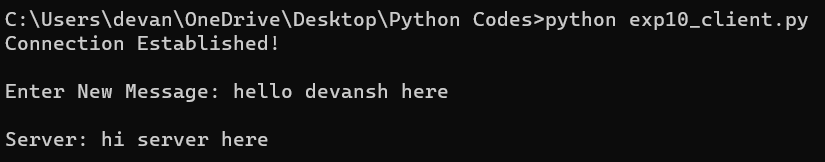 C:\Users\devan\OneDrive\Desktop\Python Codes>python exp10_client.py
Connection Established!
Enter New Message: hello devansh here
Server: hi server here